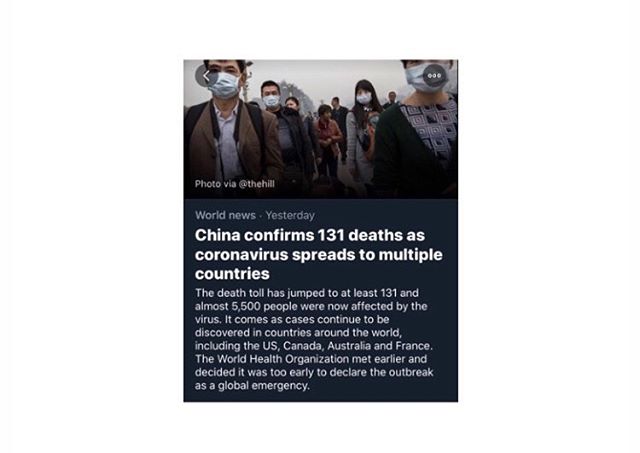 Photo via @thehill
World news · Yesterday
China confirms 131 deaths as
coronavirus spreads to multiple
countries
The death toll has jumped to at least 131 and
almost 5,500 people were now affected by the
virus. It comes as cases continue to be
discovered in countries around the world,
including the US, Canada, Australia and France.
The World Health Organization met earlier and
decided it was too early to declare the outbreak
as a global emergency.